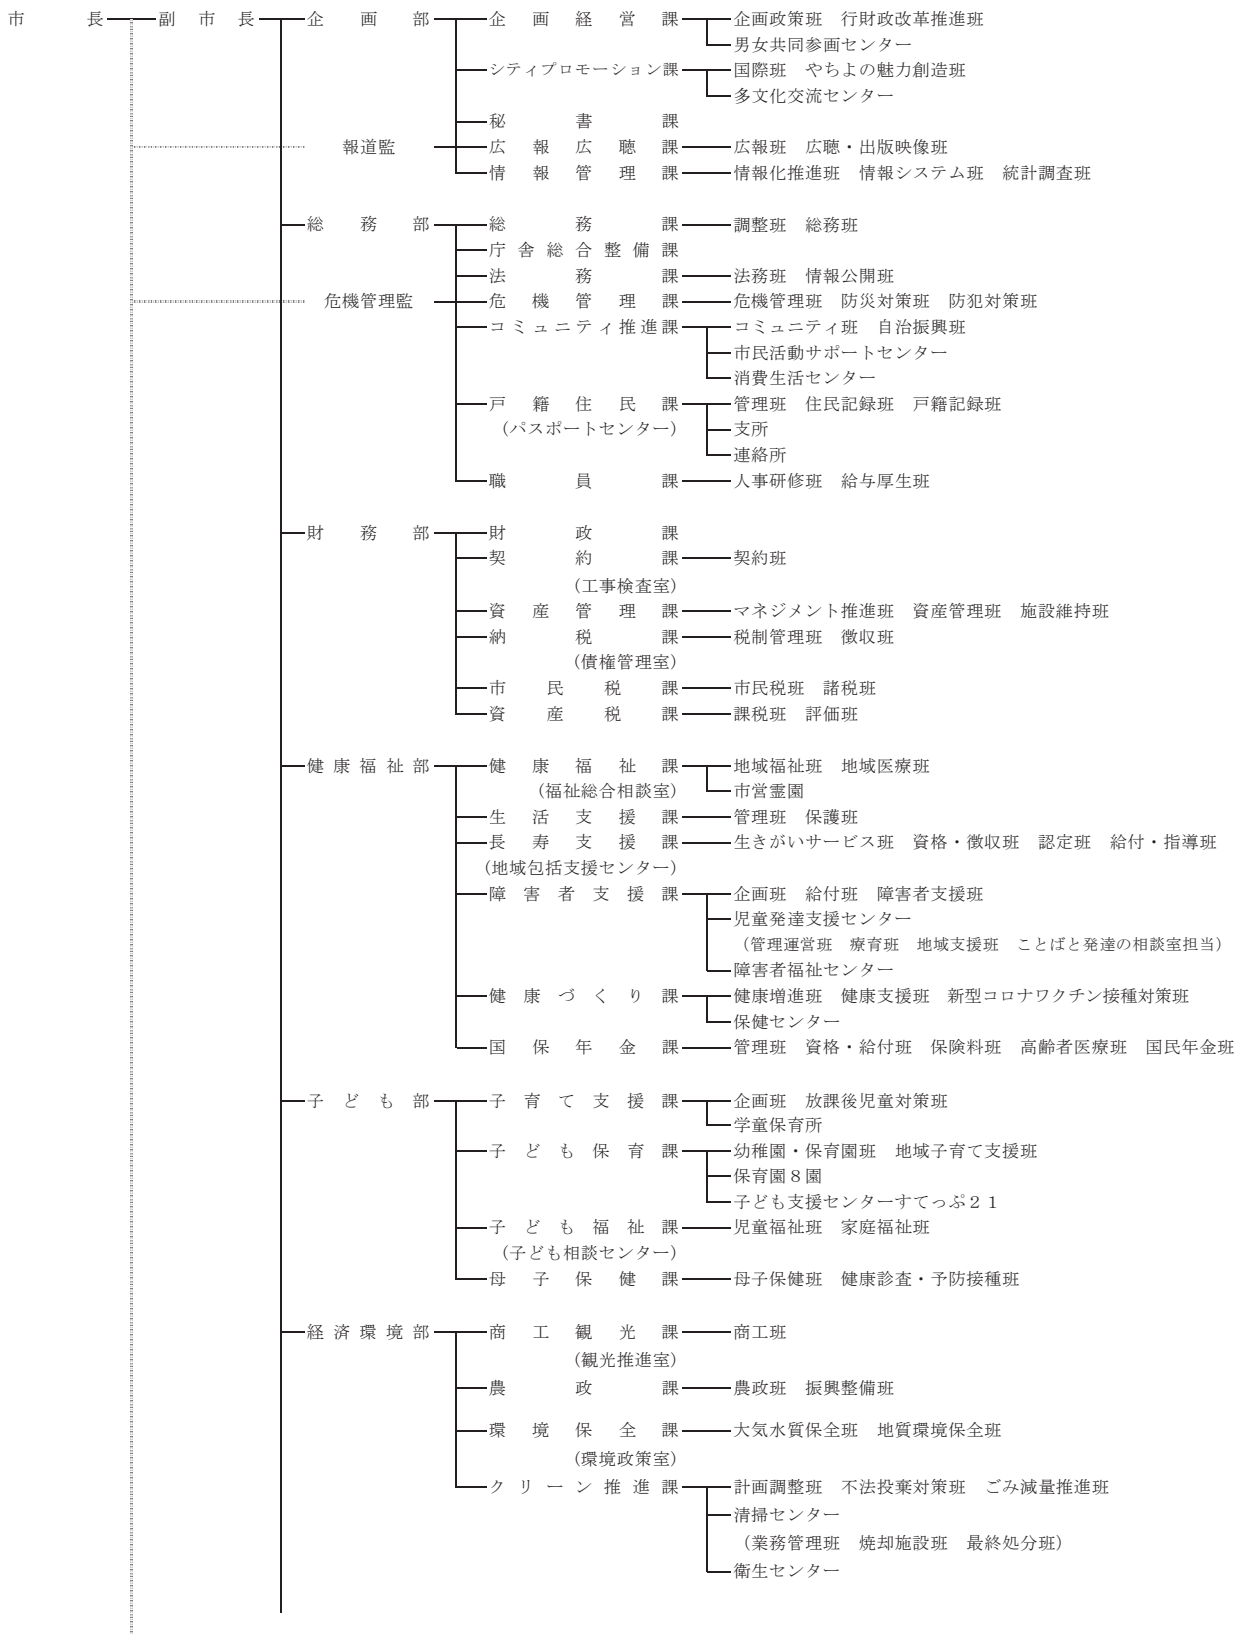 市長 副市長 企画部 企画経営課 企画政策班 行財政改革推進班
男女共同参画センター
シティプロモーション課 国際班 やちよの魅力創造班
多文化交流センター
秘書課
報道監 広報広聴課 広報班 広聴・出版映像班
情報管理課 情報化推進班 情報システム班 統計調査班
総務部 総務課 調整班 総務班
庁舎総合整備課
法務課 法務班 情報公開班
危機管理監 危機管理課 危機管理班 防災対策班 防犯対策班
コミュニティ推進課 コミュニティ班 自治振興班
市民活動サポートセンター
消費生活センター
戸籍住民課 管理班 住民記録班 戸籍記録班
(パスポートセンター) 支所
連絡所
職員課 人事研修班 給与厚生班
財務部 財政課
契約課 契約班
(工事検査室)
資産管理課 マネジメント推進班 資産管理班 施設維持班
納税課 税制管理班 徴収班
(債権管理室)
市民税課 市民税班 諸税班
資産税課 課税班 評価班
健康福祉部 健康福祉課 地域福祉班 地域医療班
(福祉総合相談室) 市営霊園
生活支援課 管理班 保護班
長寿支援課 生きがいサービス班 資格・徴収班 認定班 給付・指導班
(地域包括支援センター)
障害者支援課 企画班 給付班 障害者支援班
児童発達支援センター
(管理運営班 療育班 地域支援班 ことばと発達の相談室担当)
障害者福祉センター
健康づくり課 健康増進班 健康支援班 新型コロナワクチン接種対策班
保健センター
国保年金課 管理班 資格・給付班 保険料班 高齢者医療班 国民年金班
子ども部 子育て支援課 企画班 放課後児童対策班
学童保育所
子ども保育課 幼稚園・保育園班 地域子育て支援班
保育園8園
子ども支援センターすてっぷ21
子ども福祉課 児童福祉班 家庭福祉班
(子ども相談センター)
母子保健課 母子保健班 健康診査・予防接種班
経済環境部 商工観光課 商工班
(観光推進室)
農政課 農政班 振興整備班
環境保全課 大気水質保全班 地質環境保全班
(環境政策室)
クリーン推進課 計画調整班 不法投棄対策班 ごみ減量推進班
清掃センター
(業務管理班 焼却施設班 最終処分班)
衛生センター